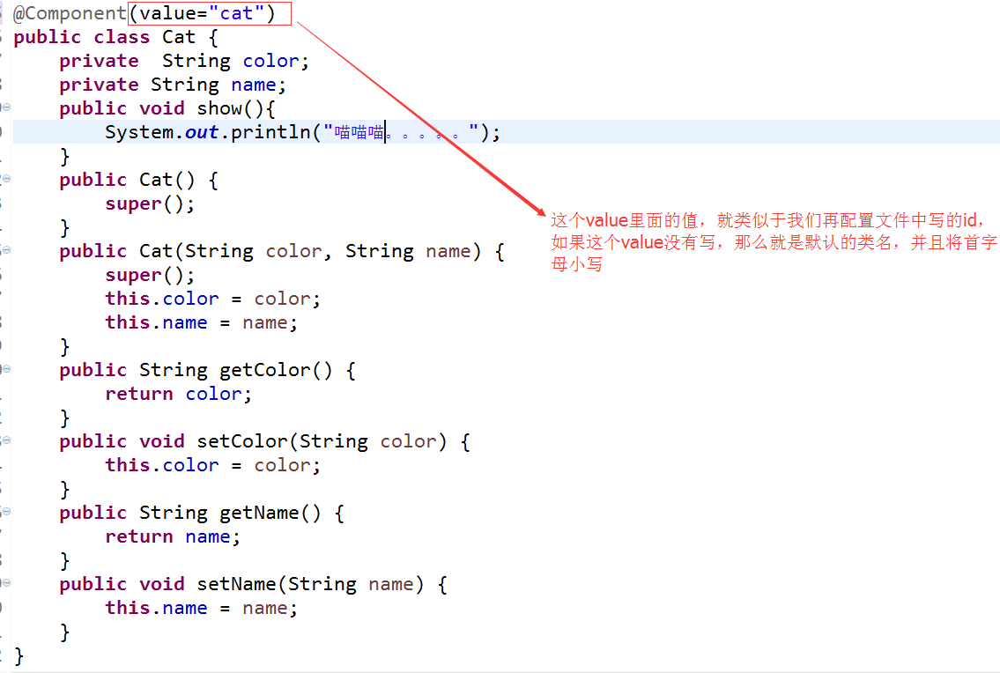 @Component(value="cat")
public class Cat {
    private  String color;
    private String name;
    public void show(){
        System.out.println("喵喵喵。。。。。");
    }
    public Cat() {
        super();
    }
    public Cat(String color, String name) {
        super();
        this.color = color;
        this.name = name;
    }
    public String getColor() {
        return color;
    }
    public void setColor(String color) {
        this.color = color;
    }
    public String getName() {
        return name;
    }
    public void setName(String name) {
        this.name = name;
    }
}
这个value里面的值，就类似于我们再配置文件中写的id，
如果这个value没有写，那么就是默认的类名，并且将首字
母小写